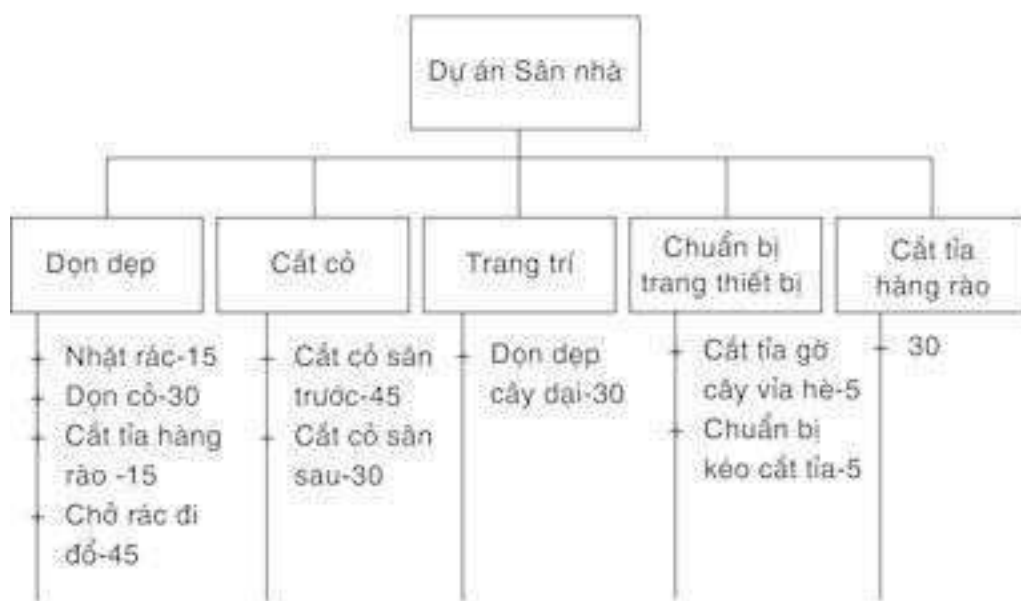 Dự án Sân nhà
Dọn dẹp
Nhặt rác-15
Dọn cỏ-30
Cắt tỉa hàng
rào -15
Chở rác đi
đổ-45
Cắt cỏ
Cắt cỏ sân
trước-45
Cắt cỏ sân
sau-30
Trang trí
Dọn dẹp
cây dại-30
Chuẩn bị
trang thiết bị
Cắt tỉa gờ
cây vỉa hè-5
Chuẩn bị
kéo cắt tỉa-5
Cắt tỉa
hàng rào
30